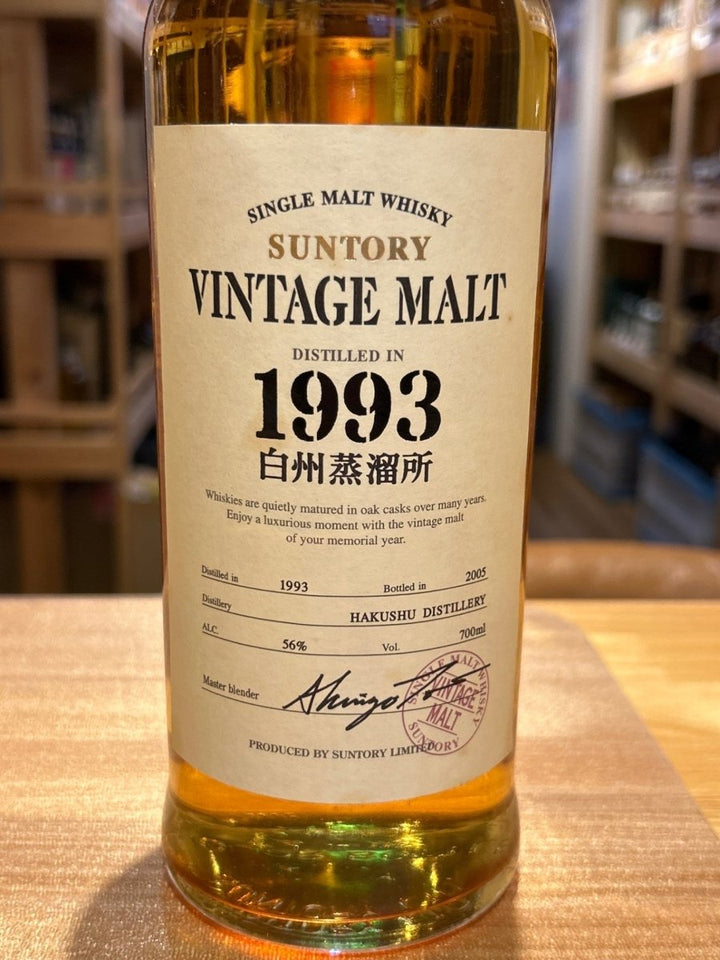 SINGLE MALT WHISKY
SUNTORY
VINTAGE MALT
DISTILLED IN
1993
白州蒸溜所
Whiskies are quietly matured in oak casks over many years.
Enjoy a luxurious moment with the vintage malt
of your memorial year.
Distilled in 1993 Bottled in 2005
Distillery HAKUSHU DISTILLERY
ALC. 56% Vol. 700ml
Master blender
SINGLE MALT WHISKY
VINTAGE
MALT
SUNTORY
PRODUCED BY SUNTORY LIMITED